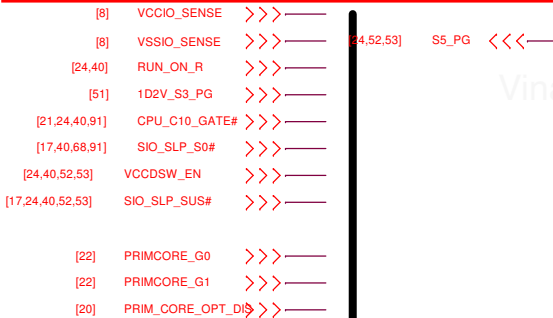 [8] VCCIO_SENSE
[8] VSSIO_SENSE
[24,52,53] S5_PG
[24,40] RUN_ON_R
[51] 1D2V_S3_PG
[21,24,40,91] CPU_C10_GATE#
[17,40,68,91] SIO_SLP_S0#
[24,40,52,53] VCCDSW_EN
[17,24,40,52,53] SIO_SLP_SUS#
[22] PRIMCORE_G0
[22] PRIMCORE_G1
[20] PRIM_CORE_OPT_DIS